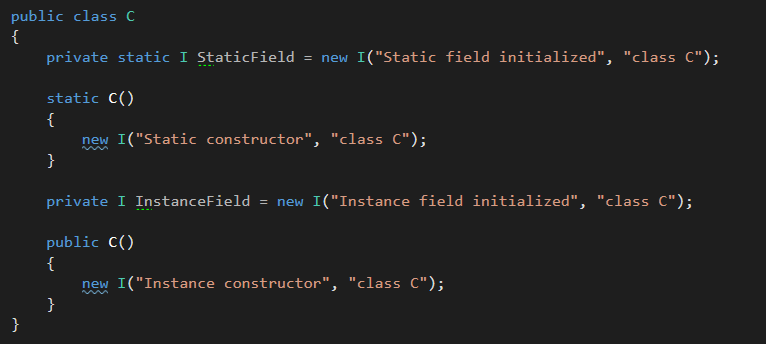 public class C
{
    private static I StaticField = new I("Static field initialized", "class C");
    static C()
    {
        new I("Static constructor", "class C");
    }
    private I InstanceField = new I("Instance field initialized", "class C");
    public C()
    {
        new I("Instance constructor", "class C");
    }
}